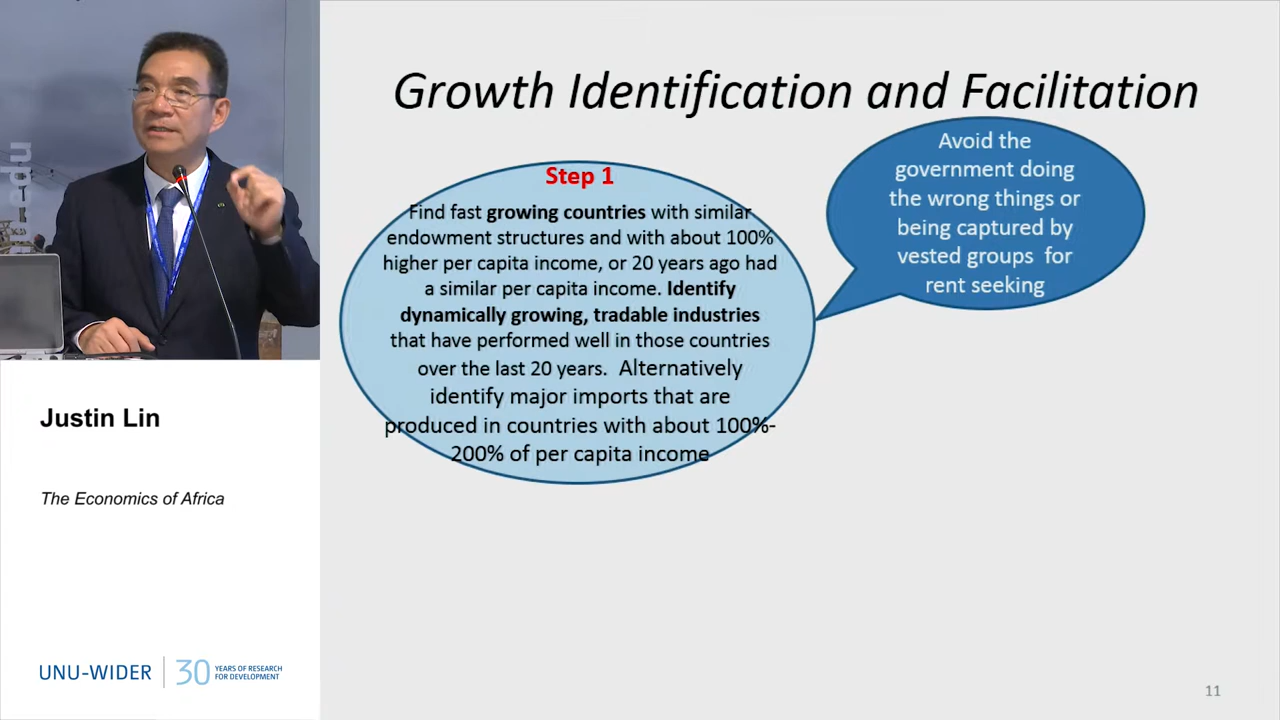 Growth Identification and Facilitation
Step 1
Find fast growing countries with similar
endowment structures and with about 100%
higher per capita income, or 20 years ago had
a similar per capita income. Identify
dynamically growing, tradable industries
that have performed well in those countries
over the last 20 years. Alternatively
identify major imports that are
produced in countries with about 100%-
200% of per capita income
Avoid the
government doing
the wrong things or
being captured by
vested groups for
rent seeking
Justin Lin
The Economics of Africa
UNU-WIDER
30 YEARS OF RESEARCH
FOR DEVELOPMENT
11